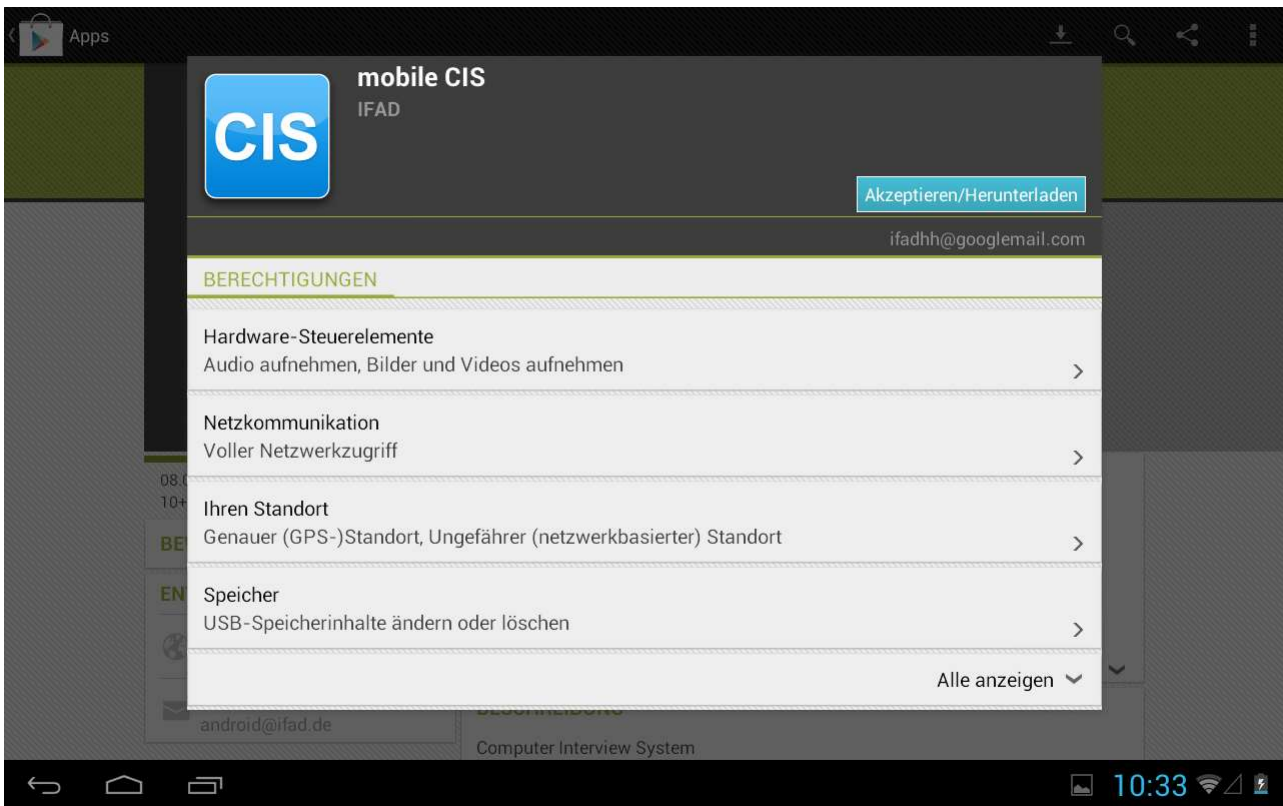 Apps
mobile CIS
IFAD
CIS
Akzeptieren/Herunterladen
ifadhh@googlemail.com
BERECHTIGUNGEN
Hardware-Steuerelemente
Audio aufnehmen, Bilder und Videos aufnehmen
Netzkommunikation
Voller Netzwerkzugriff
Ihren Standort
Genauer (GPS-)Standort, Ungefährer (netzwerkbasierter) Standort
Speicher
USB-Speicherinhalte ändern oder löschen
Alle anzeigen
10+
android@ifad.de
Computer Interview System
10:33